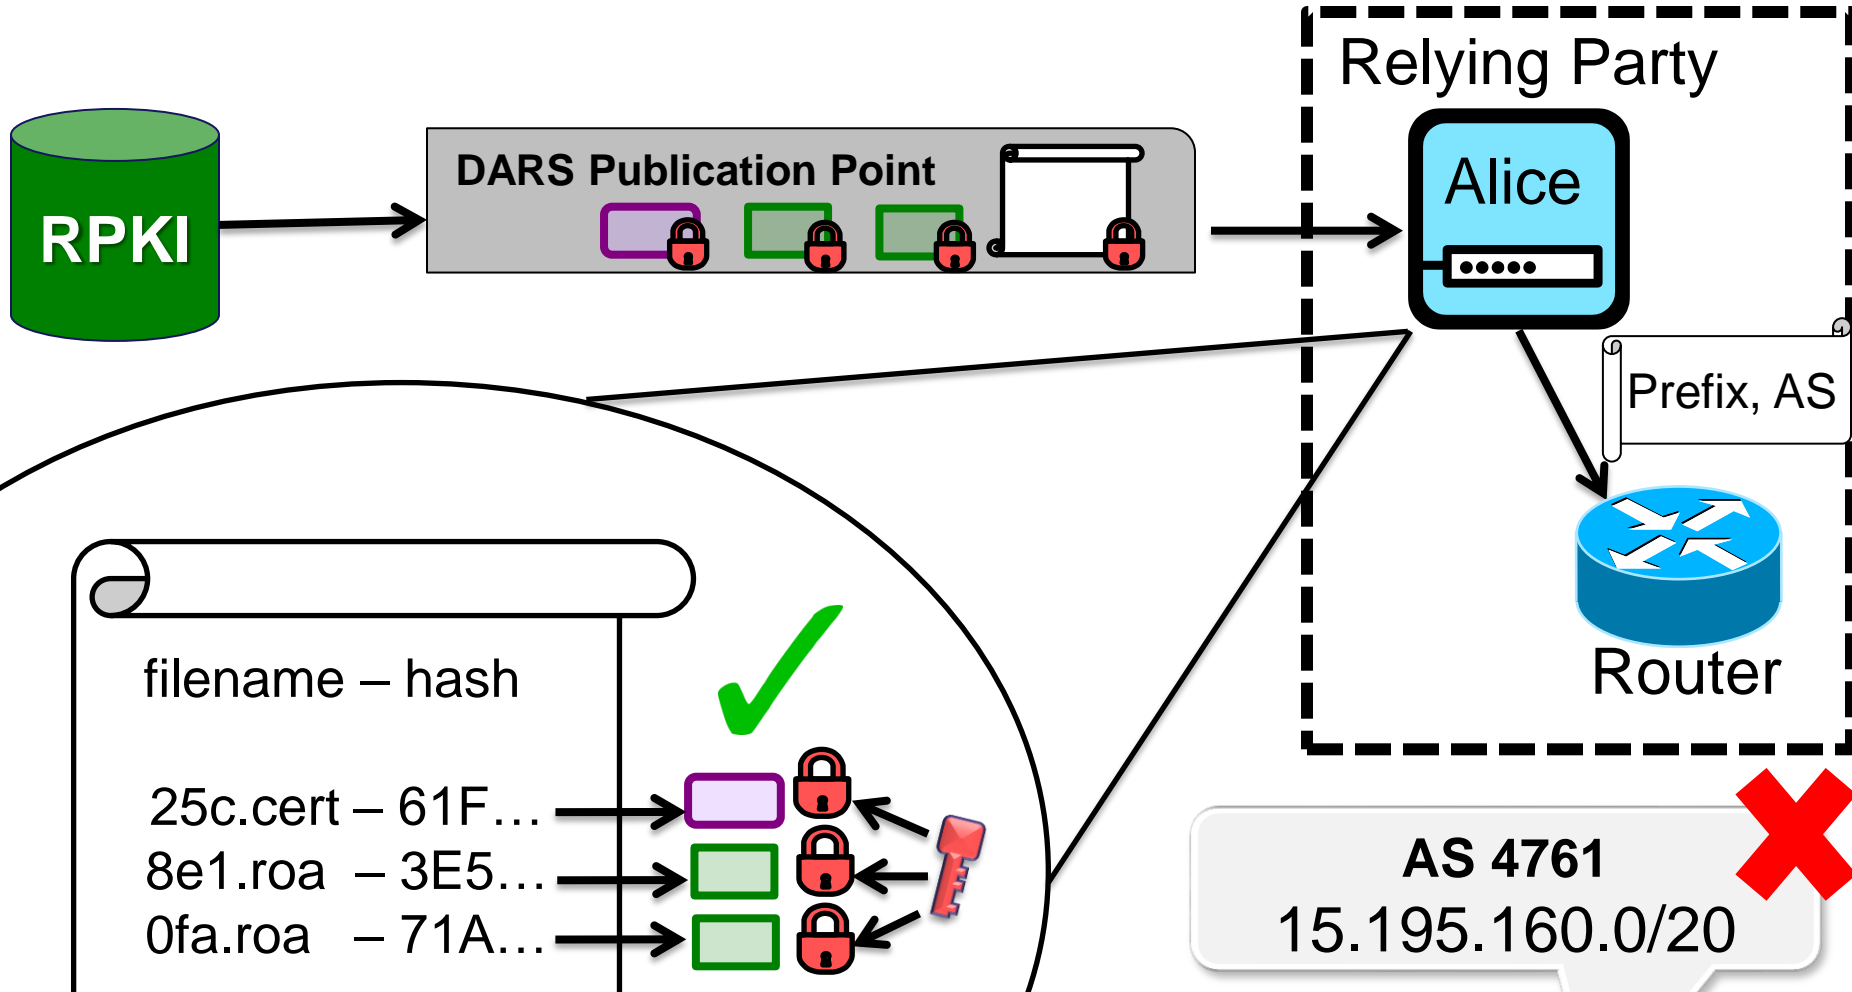 Relying Party
RPKI
DARS Publication Point
Alice
Prefix, AS
Router
filename – hash
25c.cert – 61F...
8e1.roa – 3E5...
0fa.roa – 71A...
AS 4761
15.195.160.0/20